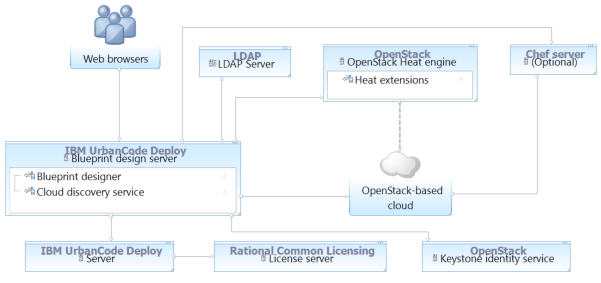 Web browsers
LDAP
LDAP Server
OpenStack
OpenStack Heat engine
Heat extensions
Chef server
(Optional)
IBM UrbanCode Deploy
Blueprint design server
Blueprint designer
Cloud discovery service
OpenStack-based
cloud
IBM UrbanCode Deploy
Server
Rational Common Licensing
License server
OpenStack
Keystone identity service